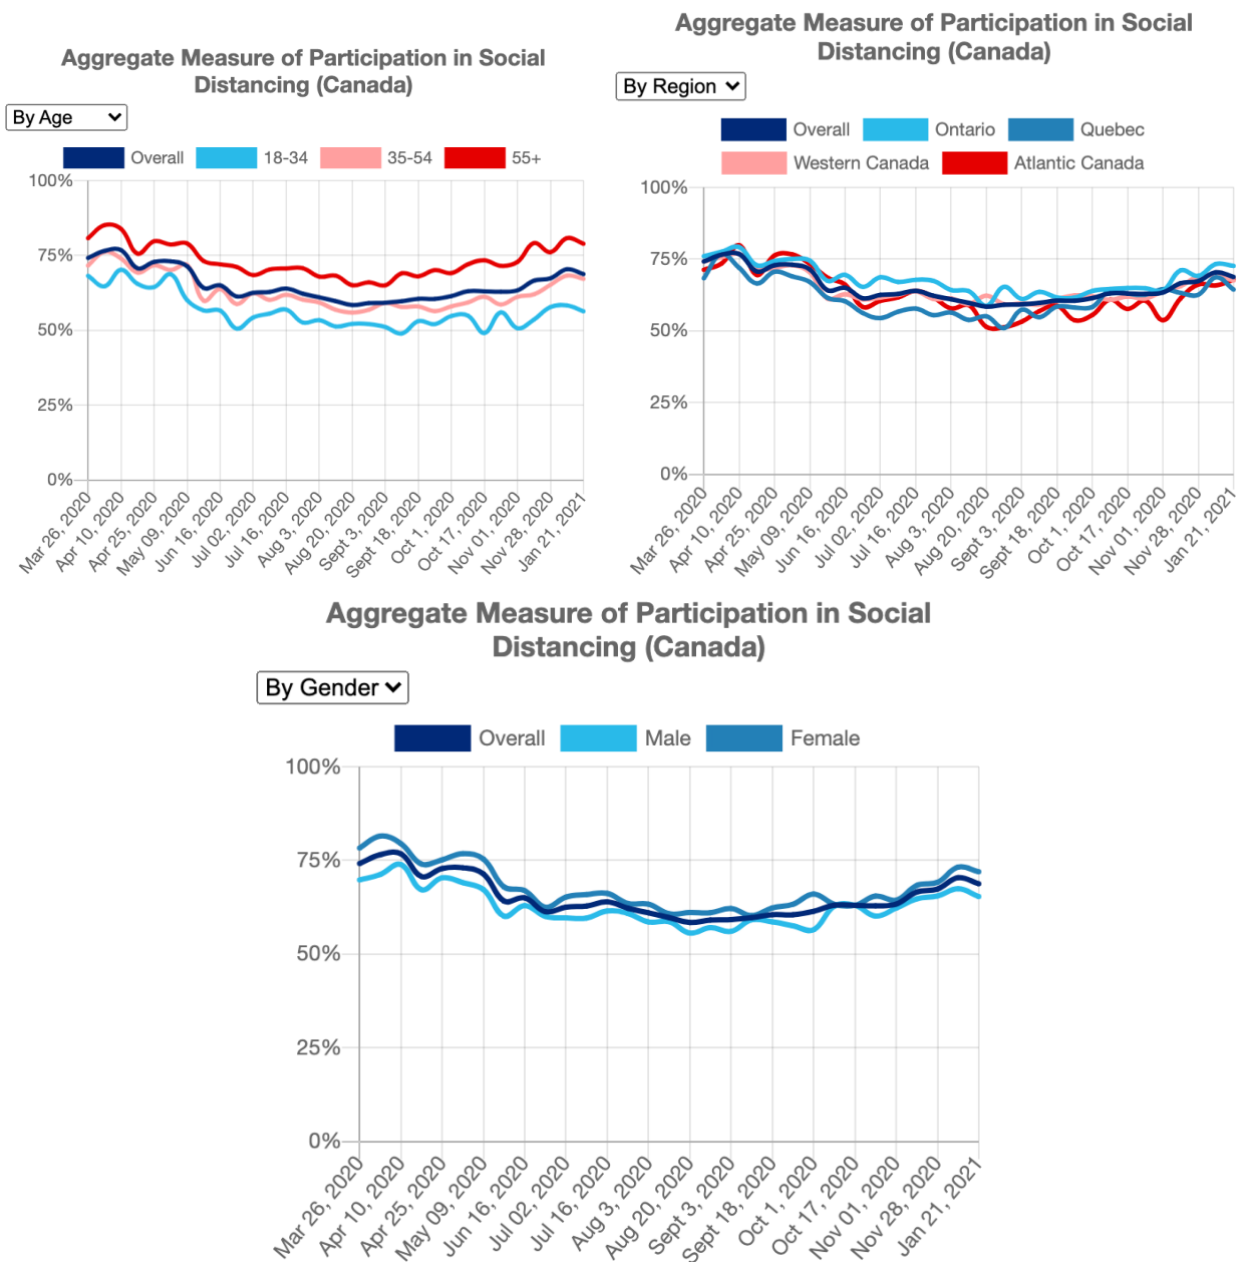 Aggregate Measure of Participation in Social
Distancing (Canada)
By Age
Overall 18-34 35-54 55+
100%
75%
50%
25%
0%
Mar 26, 2020
Apr 10, 2020
Apr 25, 2020
May 09, 2020
Jun 16, 2020
Jul 02, 2020
Jul 16, 2020
Aug 3, 2020
Aug 20, 2020
Sept 3, 2020
Sept 18, 2020
Oct 1, 2020
Oct 17, 2020
Nov 01, 2020
Nov 28, 2020
Jan 21, 2021
Aggregate Measure of Participation in Social
Distancing (Canada)
By Region
Overall Ontario Quebec
Western Canada Atlantic Canada
100%
75%
50%
25%
0%
Mar 26, 2020
Apr 10, 2020
Apr 25, 2020
May 09, 2020
Jun 16, 2020
Jul 02, 2020
Jul 16, 2020
Aug 3, 2020
Aug 20, 2020
Sept 3, 2020
Sept 18, 2020
Oct 1, 2020
Oct 17, 2020
Nov 01, 2020
Nov 28, 2020
Jan 21, 2021
Aggregate Measure of Participation in Social
Distancing (Canada)
By Gender
Overall Male Female
100%
75%
50%
25%
0%
Mar 26, 2020
Apr 10, 2020
Apr 25, 2020
May 09, 2020
Jun 16, 2020
Jul 02, 2020
Jul 16, 2020
Aug 3, 2020
Aug 20, 2020
Sept 3, 2020
Sept 18, 2020
Oct 1, 2020
Oct 17, 2020
Nov 01, 2020
Nov 28, 2020
Jan 21, 2021